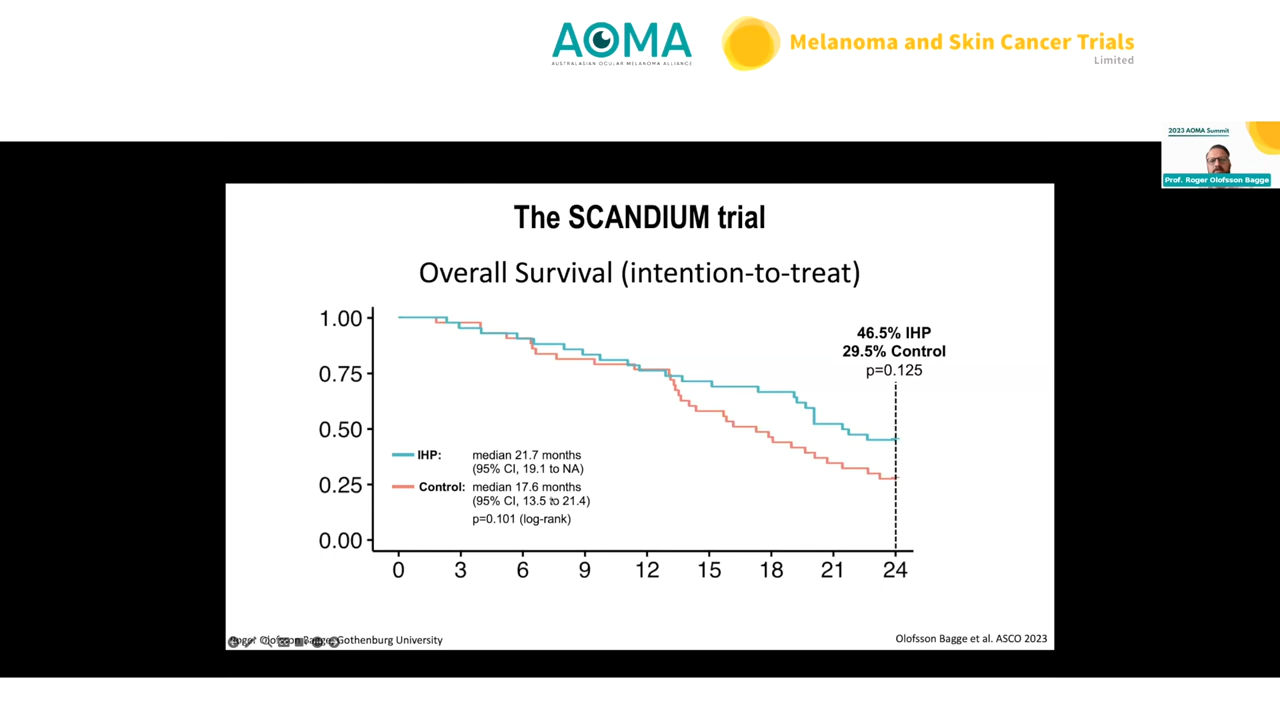 AOMA
AUSTRALASIAN OCULAR MELANOMA ALLIANCE
Melanoma and Skin Cancer Trials
Limited
2023 AOMA Summit
Prof. Roger Olofsson Bagge
The SCANDIUM trial
Overall Survival (intention-to-treat)
46.5% IHP
29.5% Control
p=0.125
1.00
0.75
0.50
0.25
0.00
IHP: median 21.7 months
(95% CI, 19.1 to NA)
Control: median 17.6 months
(95% CI, 13.5 to 21.4)
p=0.101 (log-rank)
0 3 6 9 12 15 18 21 24
Gothenburg University
Olofsson Bagge et al. ASCO 2023